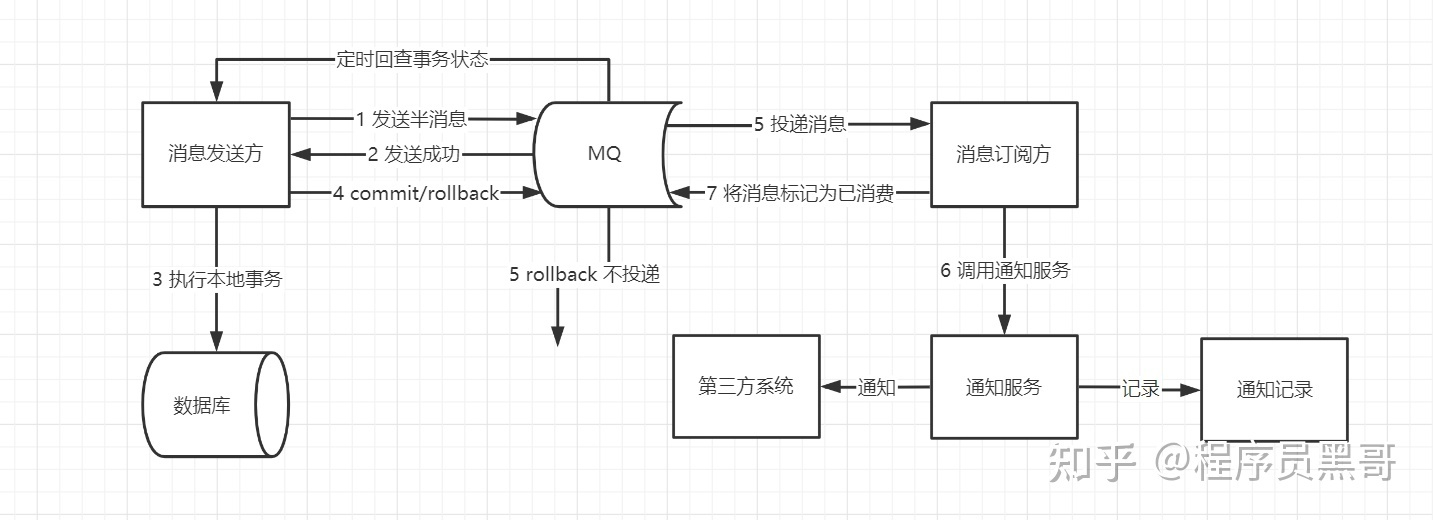 定时回查事务状态
1 发送半消息
5 投递消息
消息发送方
2 发送成功
MQ
消息订阅方
4 commit/rollback
7 将消息标记为已消费
3 执行本地事务
5 rollback 不投递
6 调用通知服务
数据库
第三方系统
通知
通知服务
记录
通知记录
知乎 @程序员黑哥